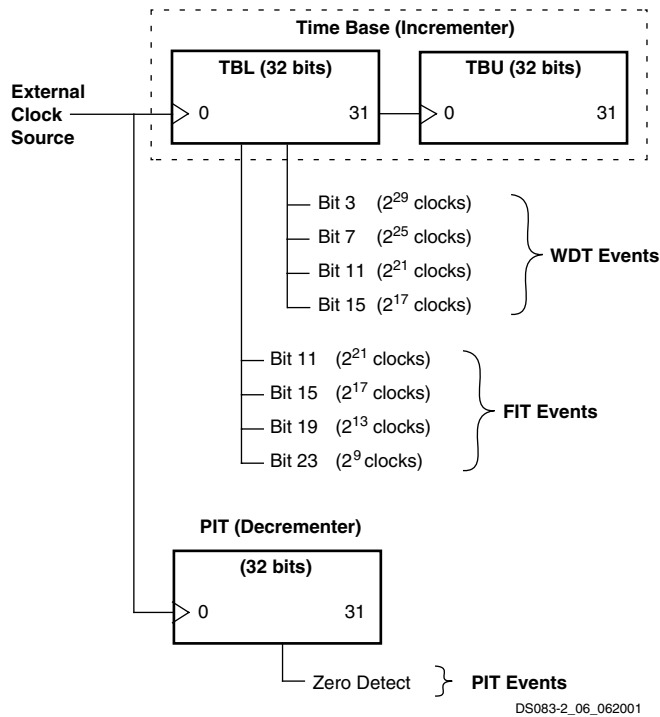 Time Base (Incrementer)
TBL (32 bits)
TBU (32 bits)
External
Clock
Source
0
31
0
31
Bit 3 (2^29 clocks)
Bit 7 (2^25 clocks)
Bit 11 (2^21 clocks)
Bit 15 (2^17 clocks)
WDT Events
Bit 11 (2^21 clocks)
Bit 15 (2^17 clocks)
Bit 19 (2^13 clocks)
Bit 23 (2^9 clocks)
FIT Events
PIT (Decrementer)
(32 bits)
0
31
Zero Detect
PIT Events
DS083-2_06_062001